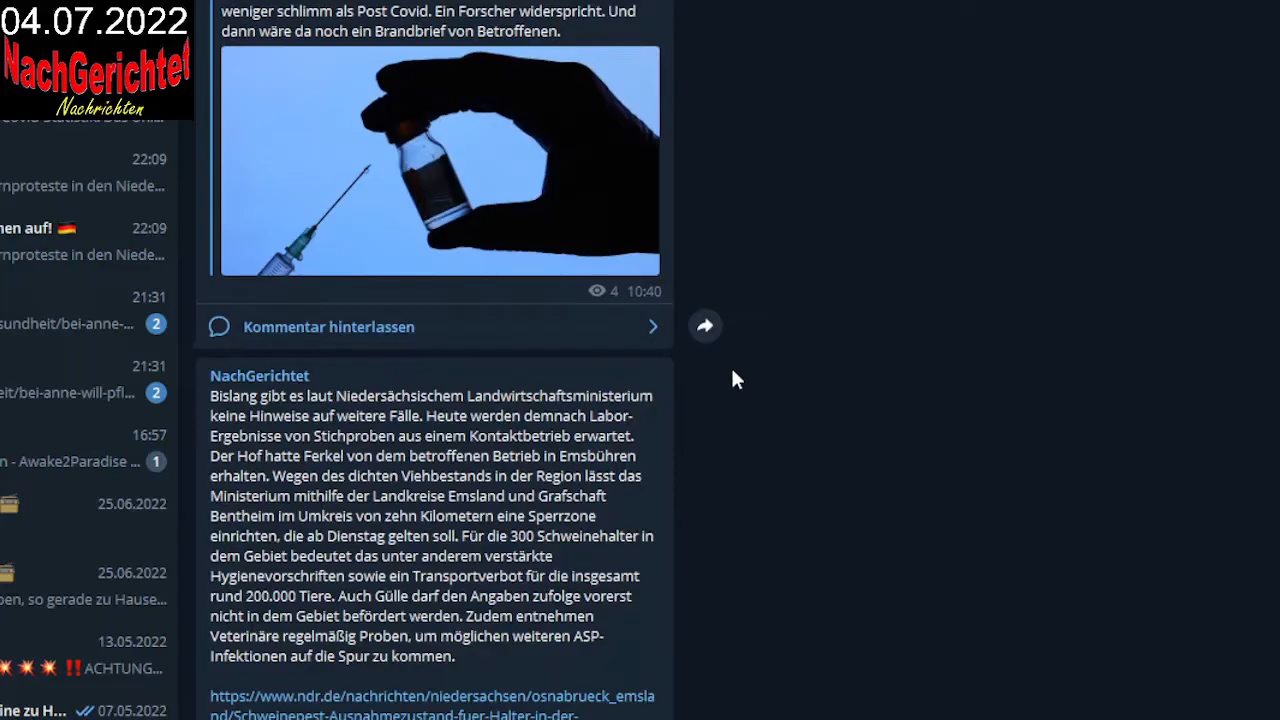 04.07.2022
NachGerichtet
Nachrichten
22:09
rnproteste in den Niede...
nen auf! 🇩🇪 22:09
rnproteste in den Niede...
21:31
sundheit/bei-anne-... 2
21:31
eit/bei-anne-will-pfl... 2
16:57
n - Awake2Paradise ... 1
25.06.2022
25.06.2022
ben, so gerade zu Hause...
13.05.2022
💥 💥 💥 ‼️ACHTUNG...
ine zu H... 07.05.2022
weniger schlimm als Post Covid. Ein Forscher widerspricht. Und
dann wäre da noch ein Brandbrief von Betroffenen.
4 10:40
Kommentar hinterlassen
NachGerichtet
Bislang gibt es laut Niedersächsischem Landwirtschaftsministerium
keine Hinweise auf weitere Fälle. Heute werden demnach Labor-
Ergebnisse von Stichproben aus einem Kontaktbetrieb erwartet.
Der Hof hatte Ferkel von dem betroffenen Betrieb in Emsbühren
erhalten. Wegen des dichten Viehbestands in der Region lässt das
Ministerium mithilfe der Landkreise Emsland und Grafschaft
Bentheim im Umkreis von zehn Kilometern eine Sperrzone
einrichten, die ab Dienstag gelten soll. Für die 300 Schweinehalter in
dem Gebiet bedeutet das unter anderem verstärkte
Hygienevorschriften sowie ein Transportverbot für die insgesamt
rund 200.000 Tiere. Auch Gülle darf den Angaben zufolge vorerst
nicht in dem Gebiet befördert werden. Zudem entnehmen
Veterinäre regelmäßig Proben, um möglichen weiteren ASP-
Infektionen auf die Spur zu kommen.
https://www.ndr.de/nachrichten/niedersachsen/osnabrueck_emsla
nd/Schweinepest-Ausnahmezustand-fuer-Halter-in-der-